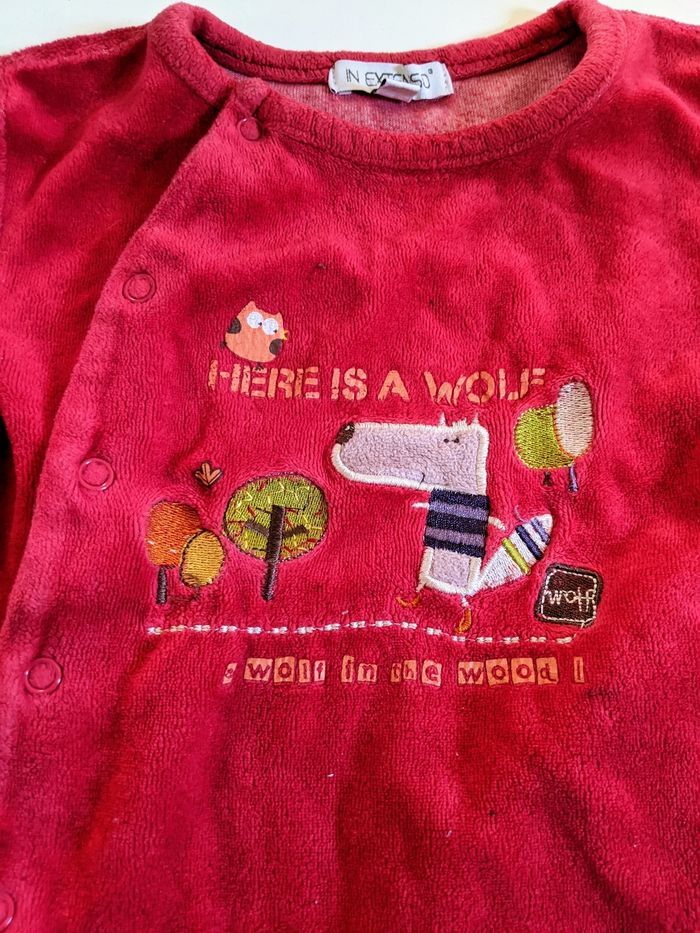 IN EXTENSO®
HERE IS A WOLF
wolf
a wolf in the wood !